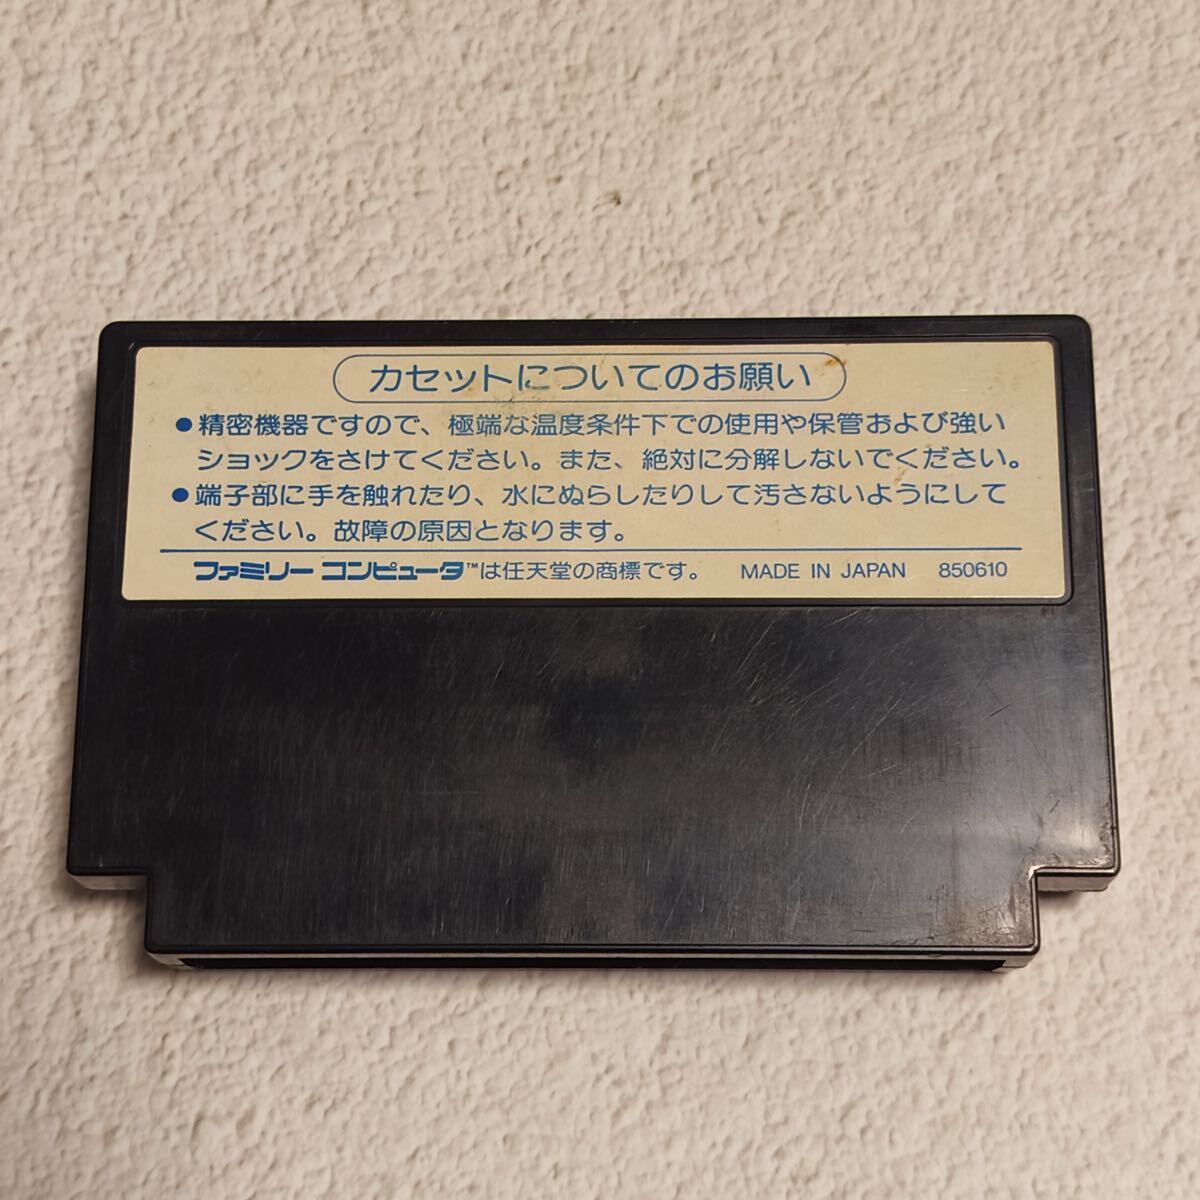 カセットについてのお願い
●精密機器ですので、極端な温度条件下での使用や保管および強い
ショックをさけてください。また、絶対に分解しないでください。
●端子部に手を触れたり、水にぬらしたりして汚さないようにして
ください。故障の原因となります。
ファミリー コンピュータ™は任天堂の商標です。 MADE IN JAPAN 850610